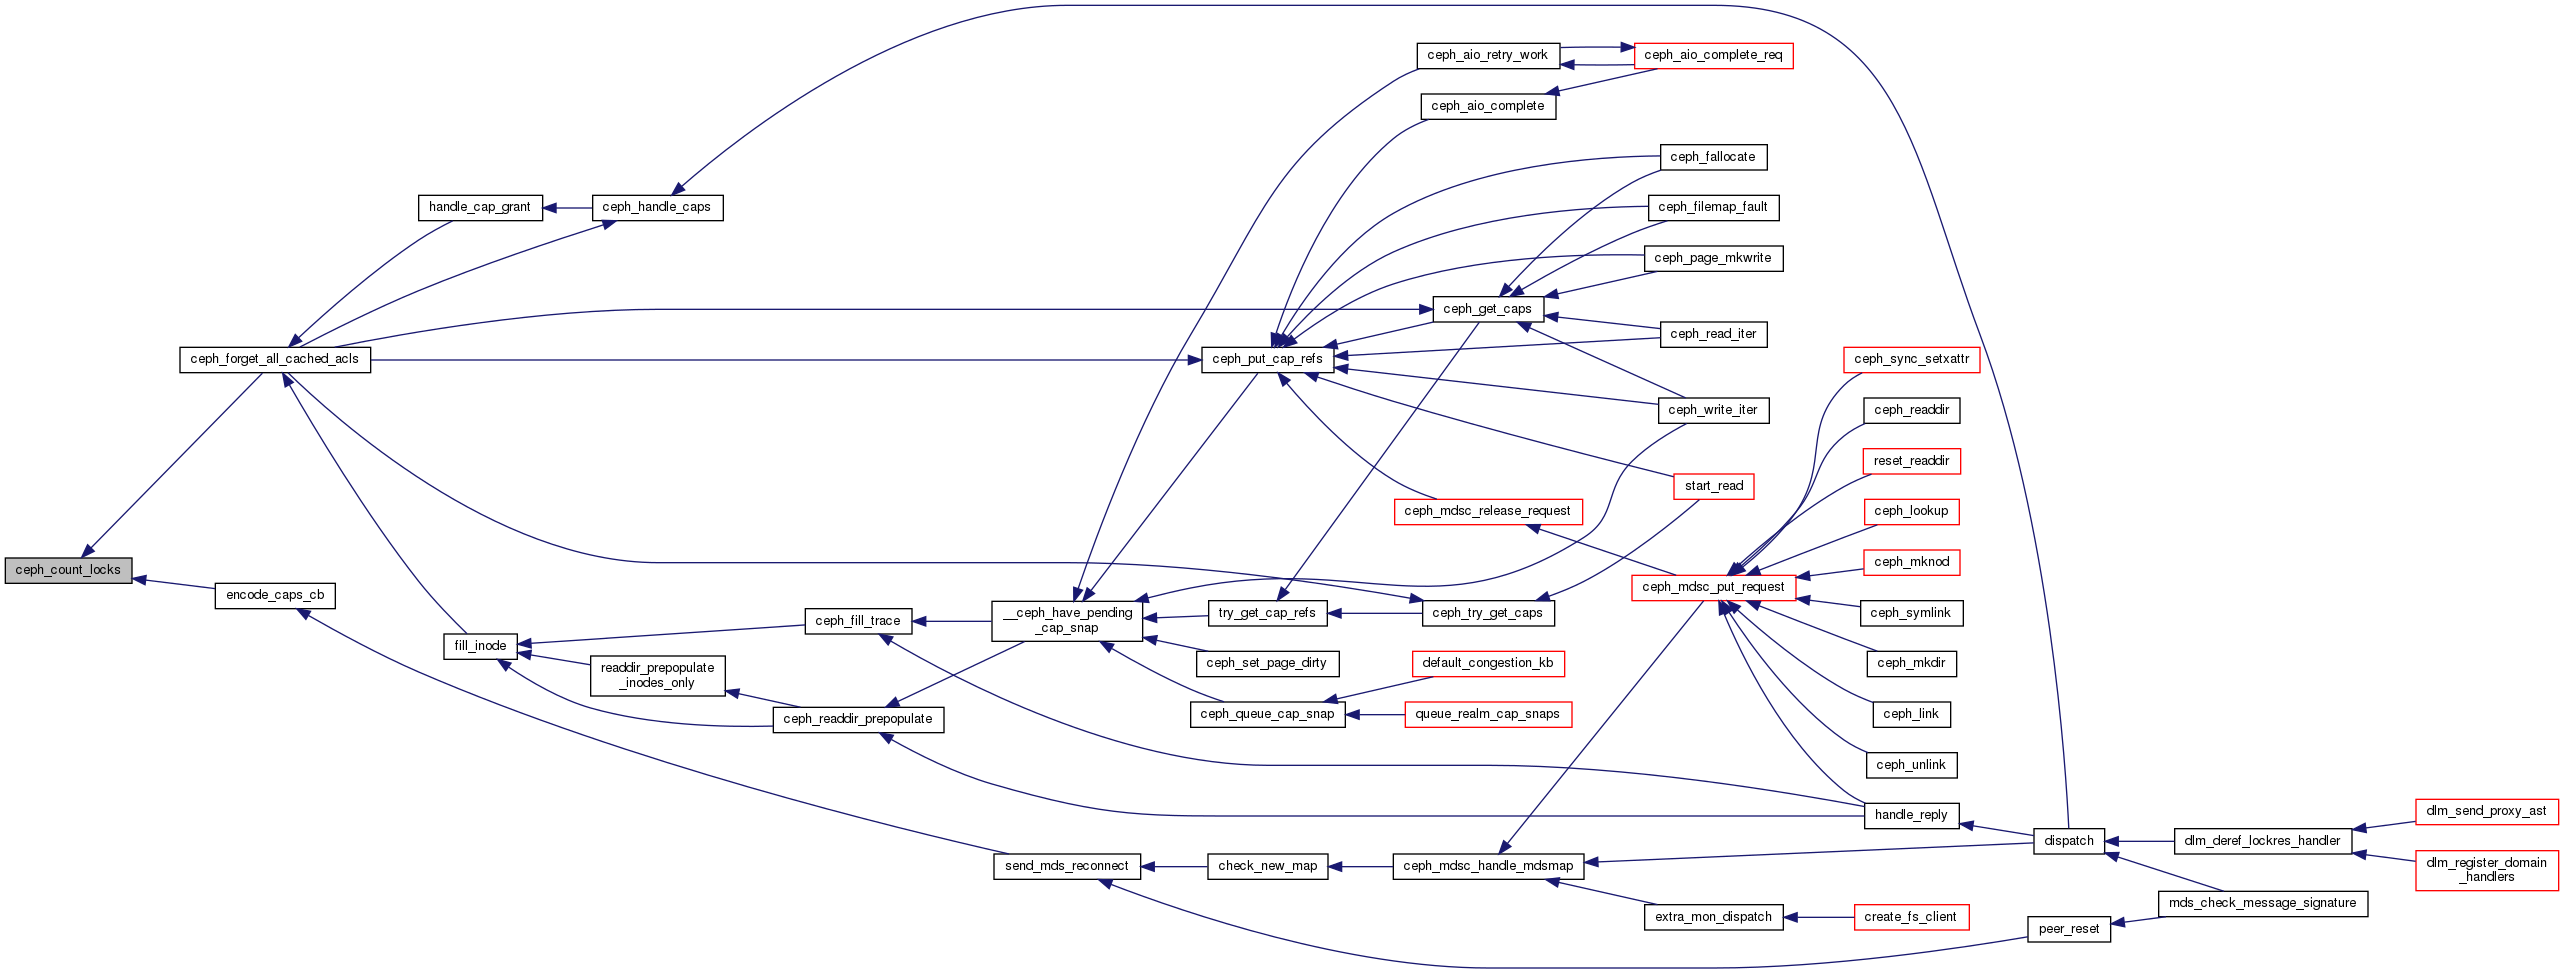 ceph_aio_retry_work
ceph_aio_complete_req
ceph_aio_complete
ceph_fallocate
handle_cap_grant
ceph_handle_caps
ceph_filemap_fault
ceph_page_mkwrite
ceph_get_caps
ceph_read_iter
ceph_forget_all_cached_acls
ceph_put_cap_refs
ceph_sync_setxattr
ceph_write_iter
ceph_readdir
reset_readdir
start_read
ceph_mdsc_release_request
ceph_lookup
ceph_mknod
ceph_count_locks
encode_caps_cb
ceph_mdsc_put_request
ceph_symlink
__ceph_have_pending
_cap_snap
try_get_cap_refs
ceph_try_get_caps
ceph_fill_trace
fill_inode
ceph_set_page_dirty
default_congestion_kb
ceph_mkdir
readdir_prepopulate
_inodes_only
ceph_readdir_prepopulate
ceph_queue_cap_snap
queue_realm_cap_snaps
ceph_link
ceph_unlink
handle_reply
dispatch
dlm_deref_lockres_handler
dlm_send_proxy_ast
send_mds_reconnect
check_new_map
ceph_mdsc_handle_mdsmap
dlm_register_domain
_handlers
extra_mon_dispatch
create_fs_client
mds_check_message_signature
peer_reset